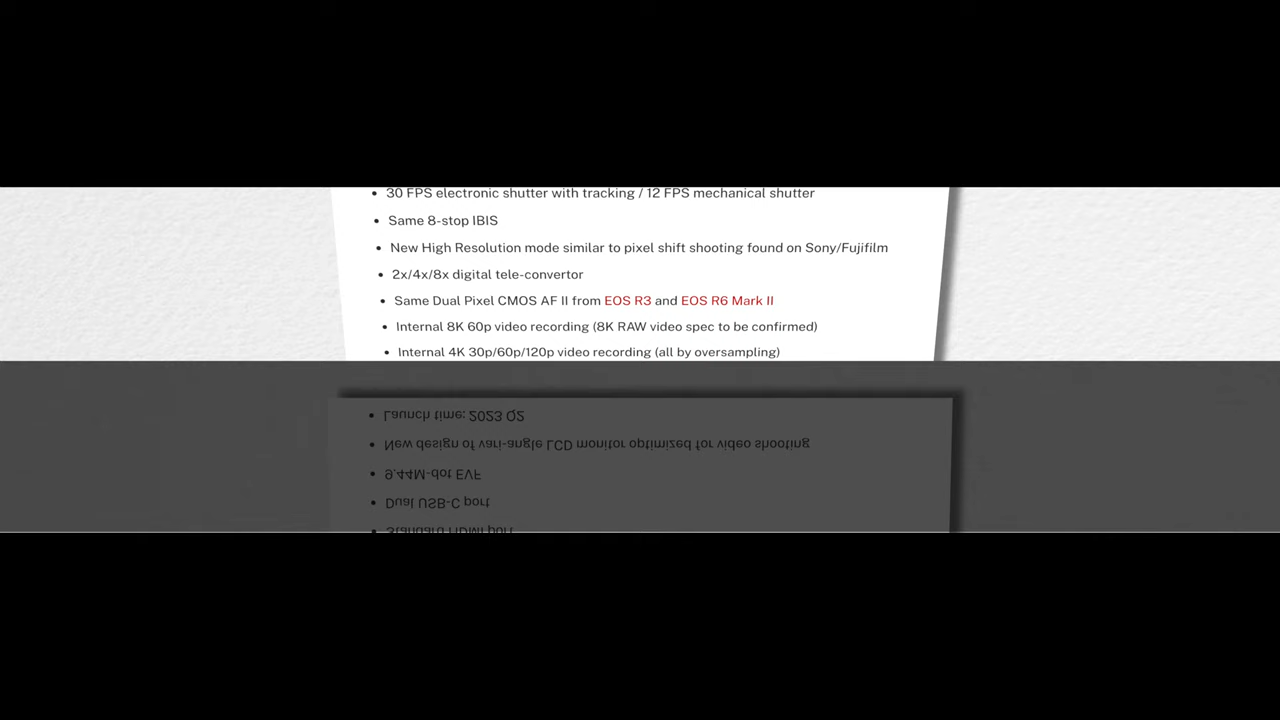 30 FPS electronic shutter with tracking / 12 FPS mechanical shutter
Same 8-stop IBIS
New High Resolution mode similar to pixel shift shooting found on Sony/Fujifilm
2x/4x/8x digital tele-convertor
Same Dual Pixel CMOS AF II from EOS R3 and EOS R6 Mark II
Internal 8K 60p video recording (8K RAW video spec to be confirmed)
Internal 4K 30p/60p/120p video recording (all by oversampling)
Launch time: 2023 Q2
New design of vari-angle LCD monitor optimized for video shooting
9.44M-dot EVF
Dual USB-C port
Standard HDMI port